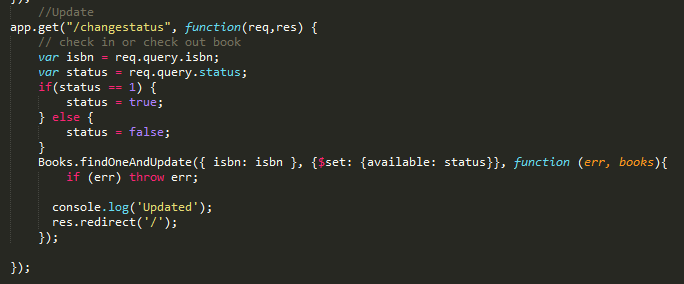 });
//Update
app.get("/changestatus", function(req,res) {
// check in or check out book
var isbn = req.query.isbn;
var status = req.query.status;
if(status == 1) {
status = true;
} else {
status = false;
}
Books.findOneAndUpdate({ isbn: isbn }, {$set: {available: status}}, function (err, books){
if (err) throw err;
console.log('Updated');
res.redirect('/');
});
});